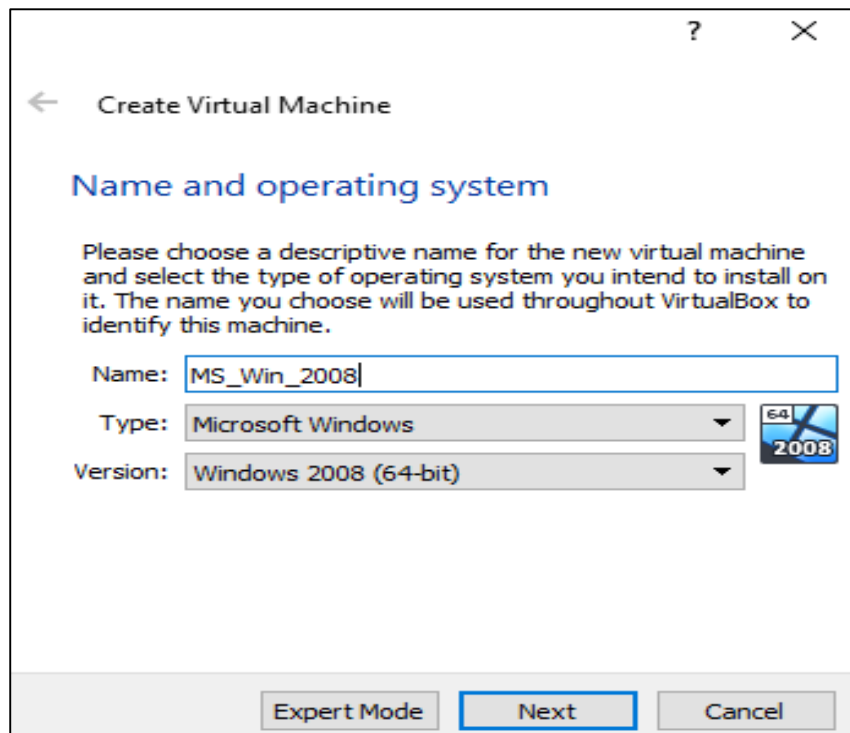 ?
Create Virtual Machine
Name and operating system
Please choose a descriptive name for the new virtual machine
and select the type of operating system you intend to install on
it. The name you choose will be used throughout VirtualBox to
identify this machine.
Name: MS_Win_2008
Type: Microsoft Windows
64
2008
Version: Windows 2008 (64-bit)
Expert Mode Next Cancel